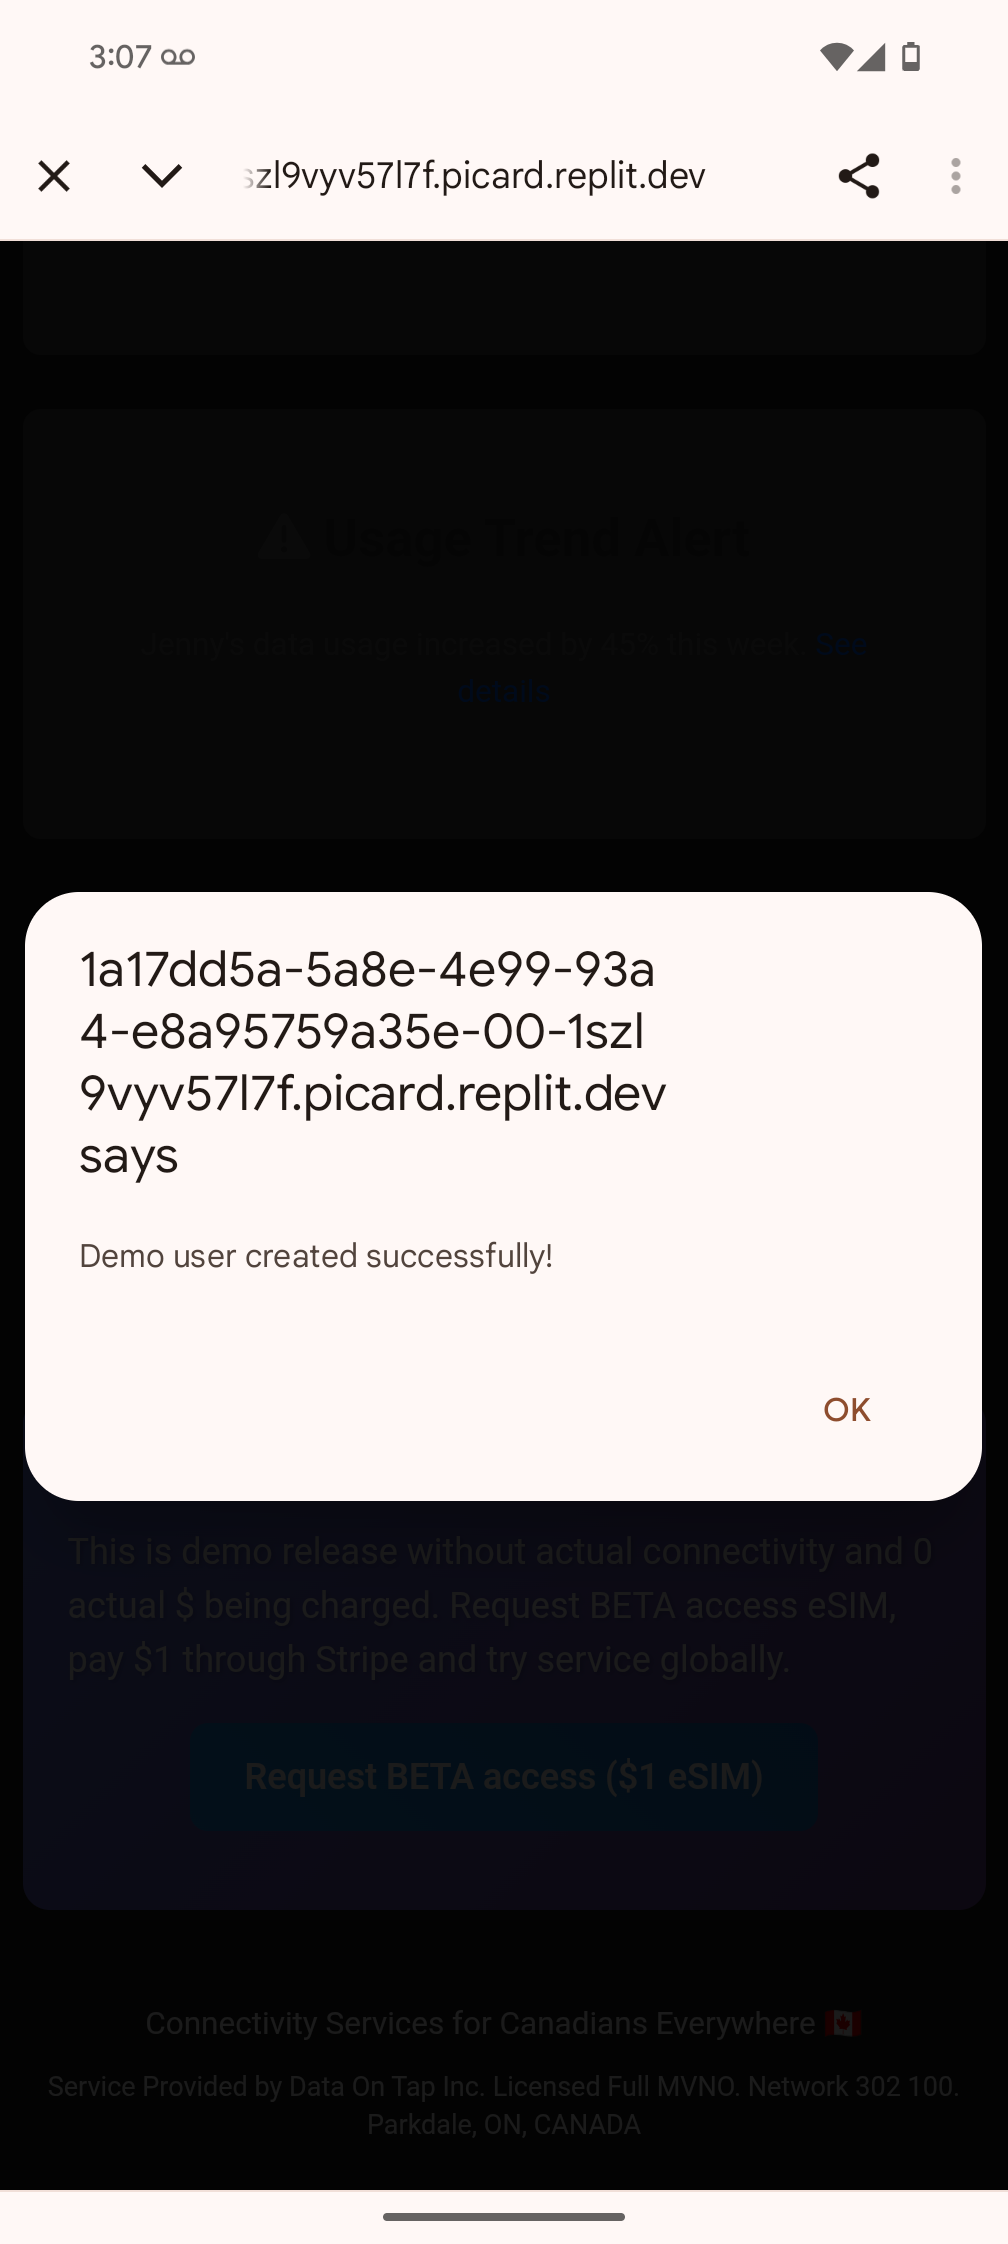 3:07
szl9vyv57l7f.picard.replit.dev
Usage Trend Alert
Jenny's data usage increased by 45% this week. See
details
1a17dd5a-5a8e-4e99-93a
4-e8a95759a35e-00-1szl
9vyv57l7f.picard.replit.dev
says
Demo user created successfully!
OK
This is demo release without actual connectivity and 0
actual $ being charged. Request BETA access eSIM,
pay $1 through Stripe and try service globally.
Request BETA access ($1 eSIM)
Connectivity Services for Canadians Everywhere 🇨🇦
Service Provided by Data On Tap Inc. Licensed Full MVNO. Network 302 100.
Parkdale, ON, CANADA